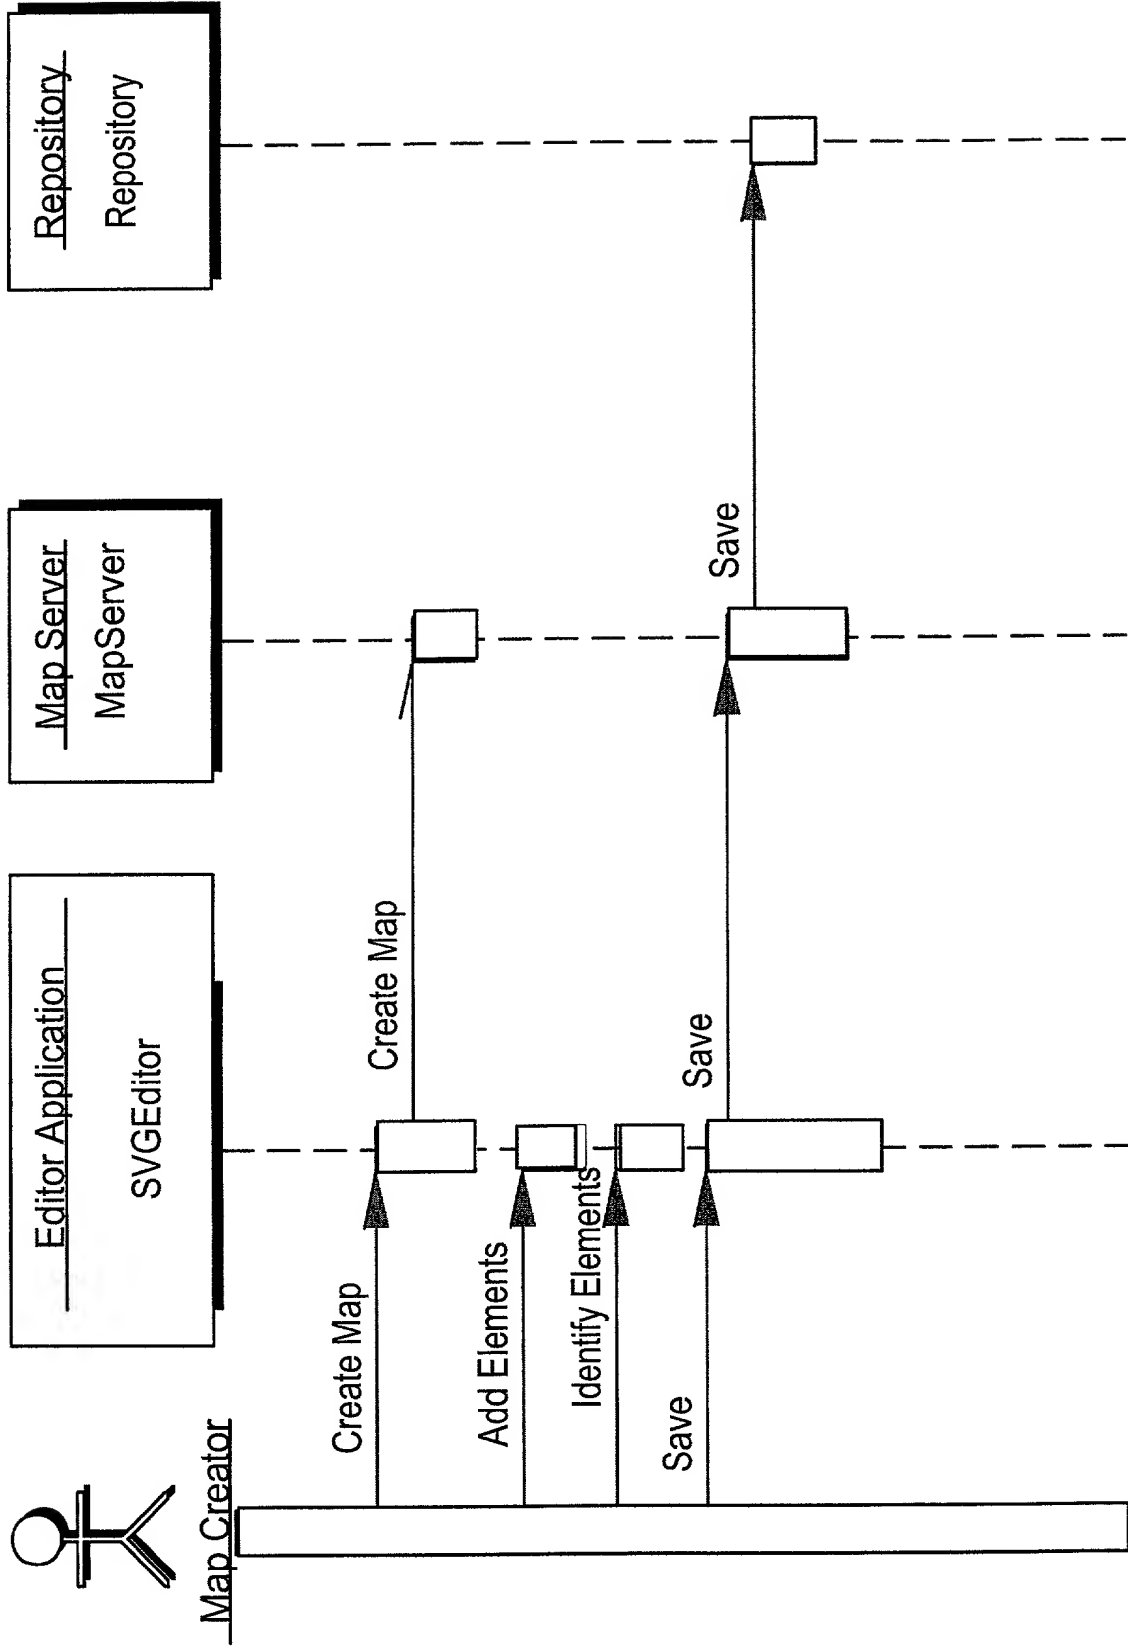 Map Creator
Editor Application
SVGEditor
Map Server
MapServer
Repository
Repository
Create Map
Create Map
Add Elements
Identify Elements
Save
Save
Save